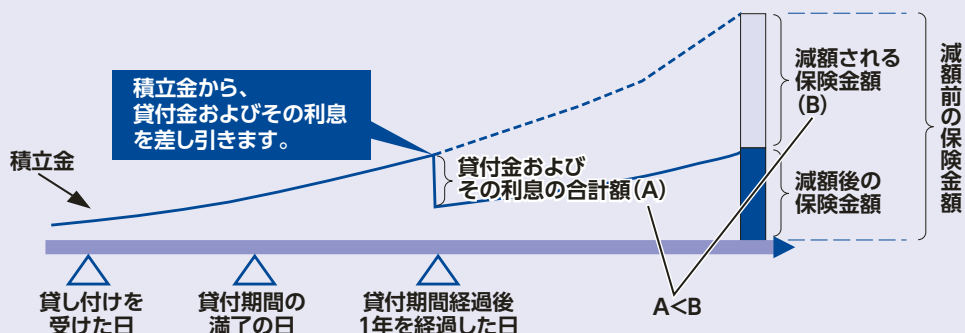 積立金から、
貸付金およびその利息
を差し引きます。
積立金
貸付金および
その利息の合計額(A)
減額される
保険金額
(B)
減額後の
保険金額
減額前の保険金額
貸し付けを
受けた日
貸付期間の
満了の日
貸付期間経過後
1年を経過した日
A<B